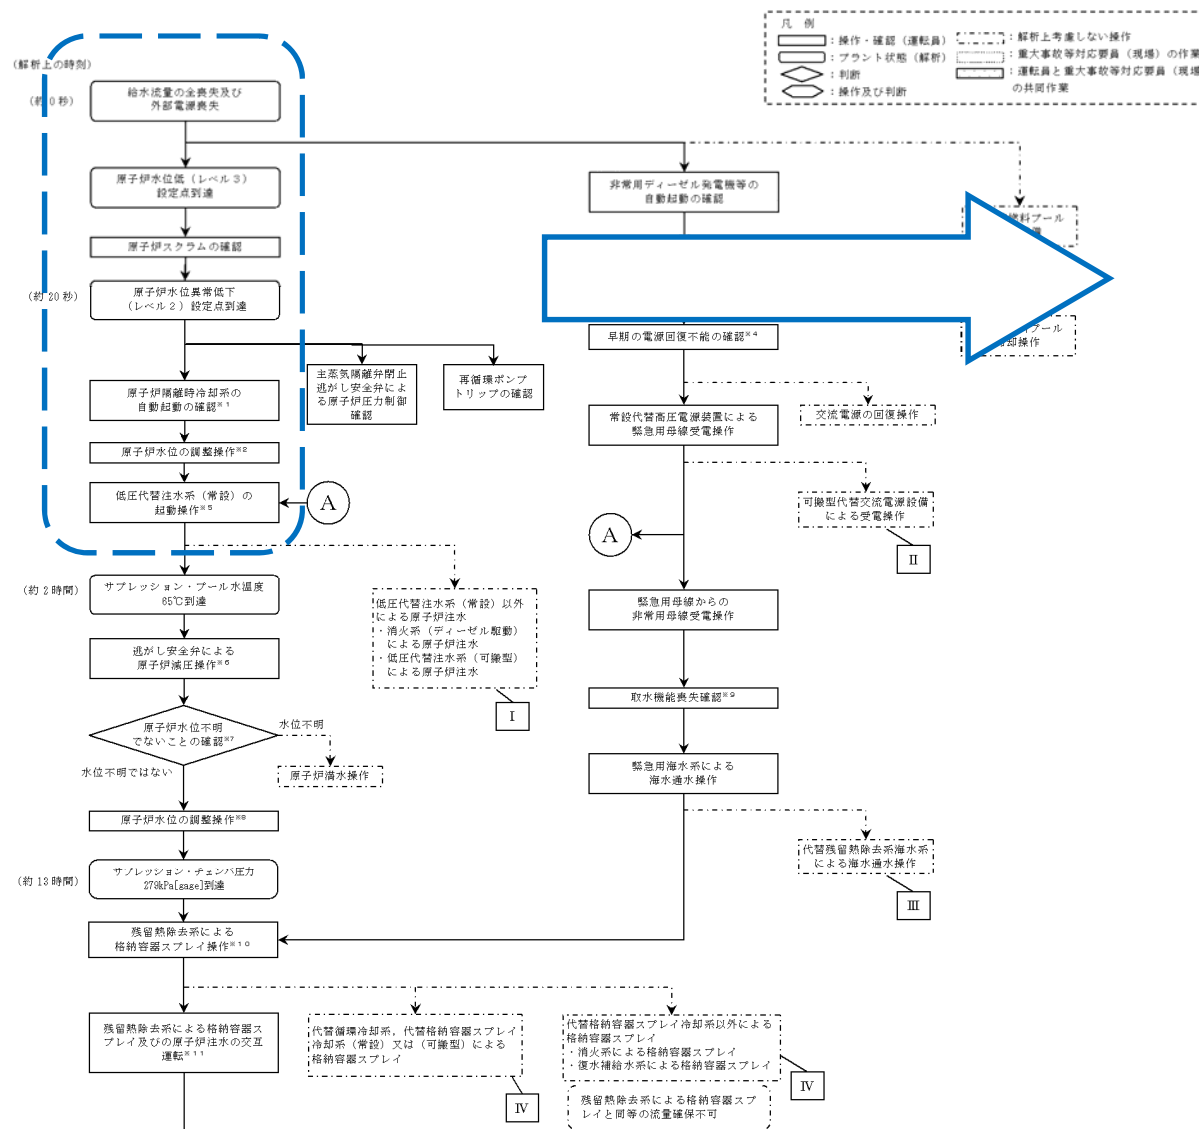 凡 例
：操作・確認（運転員）
：プラント状態（解析）
：判断
：操作及び判断
：解析上考慮しない操作
：重大事故等対応要員（現場）の作業
：運転員と重大事故等対応要員（現場
の共同作業
（解析上の時刻）
（約 0 秒）
給水流量の全喪失及び
外部電源喪失
原子炉水位低（レベル３）
設定点到達
原子炉スクラムの確認
（約 20 秒）
原子炉水位異常低下
（レベル２）設定点到達
原子炉隔離時冷却系の
自動起動の確認※１
主蒸気隔離弁閉止
逃がし安全弁によ
る原子炉圧力制御
確認
再循環ポンプ
トリップの確認
原子炉水位の調整操作※２
低圧代替注水系（常設）の
起動操作※５
A
（約 2 時間）
サプレッション・プール水温度
65℃到達
低圧代替注水系（常設）以外
による原子炉注水
・消火系（ディーゼル駆動）
による原子炉注水
・低圧代替注水系（可搬型）
による原子炉注水
Ⅰ
逃がし安全弁による
原子炉減圧操作※６
原子炉水位不明
でないことの確認※７
水位不明
原子炉満水操作
水位不明ではない
原子炉水位の調整操作※８
（約 13 時間）
サプレッション・チェンバ圧力
279kPa[gage]到達
残留熱除去系による
格納容器スプレイ操作※１０
残留熱除去系による格納容器ス
プレイ及びの原子炉注水の交互
運転※１１
代替循環冷却系，代替格納容器スプレイ
冷却系（常設）又は（可搬型）による
格納容器スプレイ
Ⅳ
代替格納容器スプレイ冷却系以外による
格納容器スプレイ
・消火系による格納容器スプレイ
・復水補給水系による格納容器スプレイ
Ⅳ
残留熱除去系による格納容器スプ
レイと同等の流量確保不可
非常用ディーゼル発電機等の
自動起動の確認
燃料プール
プール
却操作
早期の電源回復不能の確認※４
交流電源の回復操作
常設代替高圧電源装置による
緊急用母線受電操作
可搬型代替交流電源設備
による受電操作
Ⅱ
A
緊急用母線からの
非常用母線受電操作
取水機能喪失確認※９
緊急用海水系による
海水通水操作
代替残留熱除去系海水系
による海水通水操作
Ⅲ